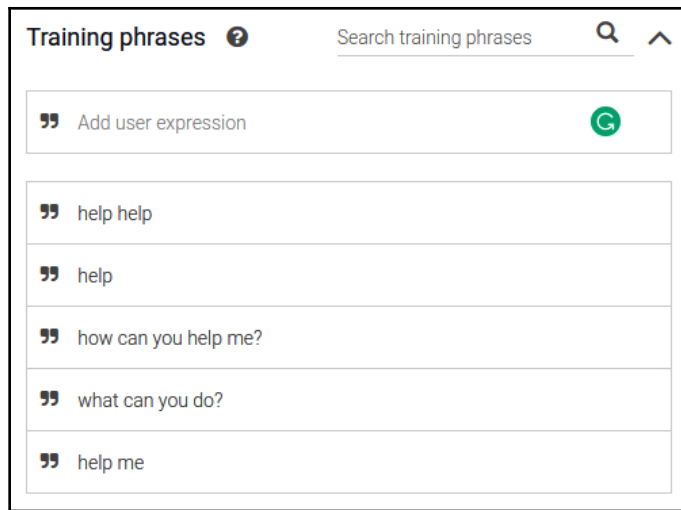 Training phrases ? Search training phrases
Add user expression
help help
help
how can you help me?
what can you do?
help me